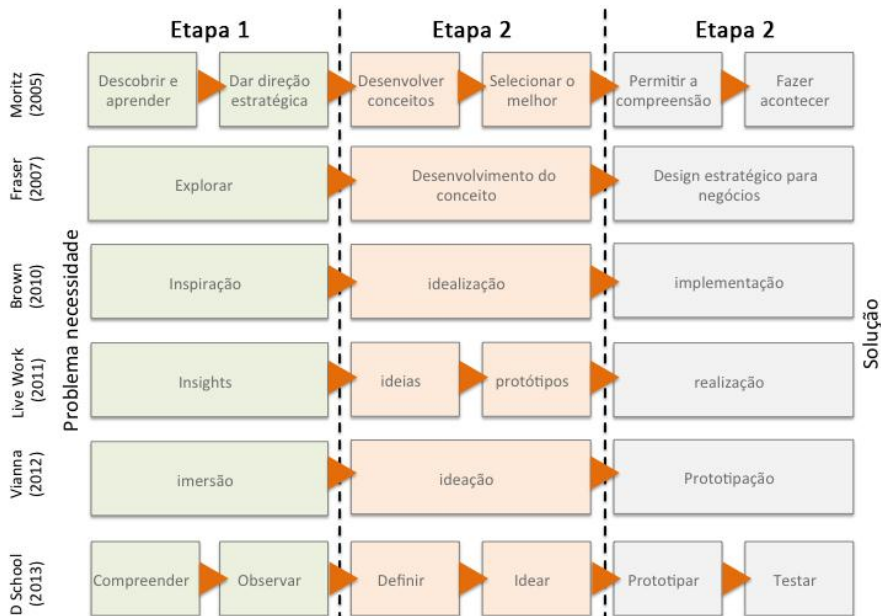 Etapa 1
Etapa 2
Etapa 2
Problema necessidade
Solução
Moritz
(2005)
Descobrir e
aprender
Dar direção
estratégica
Desenvolver
conceitos
Selecionar o
melhor
Permitir a
compreensão
Fazer
acontecer
Fraser
(2007)
Explorar
Desenvolvimento do
conceito
Design estratégico para
negócios
Brown
(2010)
Inspiração
idealização
implementação
Live Work
(2011)
Insights
ideias
protótipos
realização
Vianna
(2012)
imersão
ideação
Prototipação
D School
(2013)
Compreender
Observar
Definir
Idear
Prototipar
Testar